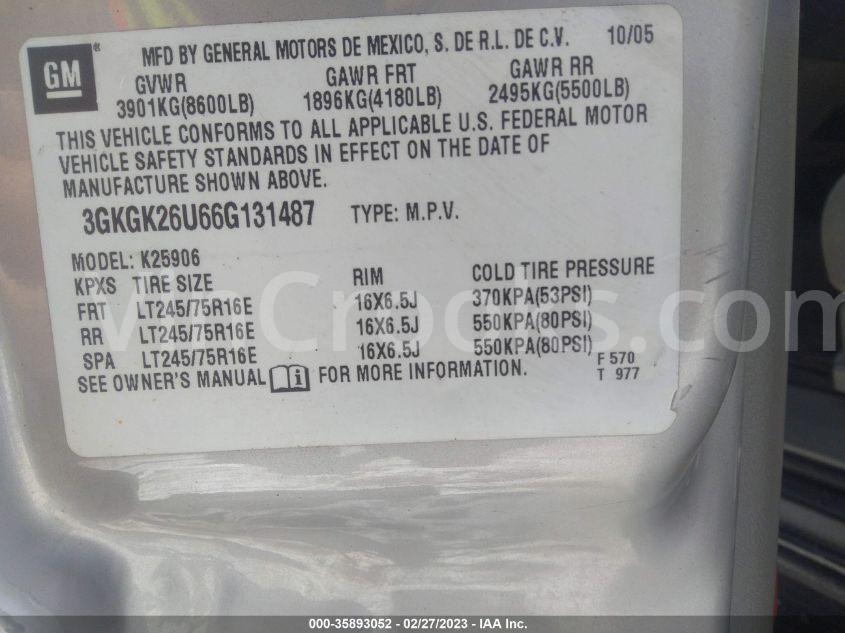 GM ®
MFD BY GENERAL MOTORS DE MEXICO, S. DE R.L. DE C.V. 10/05
GVWR GAWR FRT GAWR RR
3901KG(8600LB) 1896KG(4180LB) 2495KG(5500LB)
THIS VEHICLE CONFORMS TO ALL APPLICABLE U.S. FEDERAL MOTOR
VEHICLE SAFETY STANDARDS IN EFFECT ON THE DATE OF
MANUFACTURE SHOWN ABOVE.
3GKGK26U66G131487 TYPE: M.P.V.
MODEL: K25906
KPXS TIRE SIZE RIM COLD TIRE PRESSURE
FRT LT245/75R16E 16X6.5J 370KPA(53PSI)
RR LT245/75R16E 16X6.5J 550KPA(80PSI)
SPA LT245/75R16E 16X6.5J 550KPA(80PSI)
SEE OWNER'S MANUAL i FOR MORE INFORMATION.
F 570
T 977
VinCrocks.com
000-35893052 - 02/27/2023 - IAA Inc.